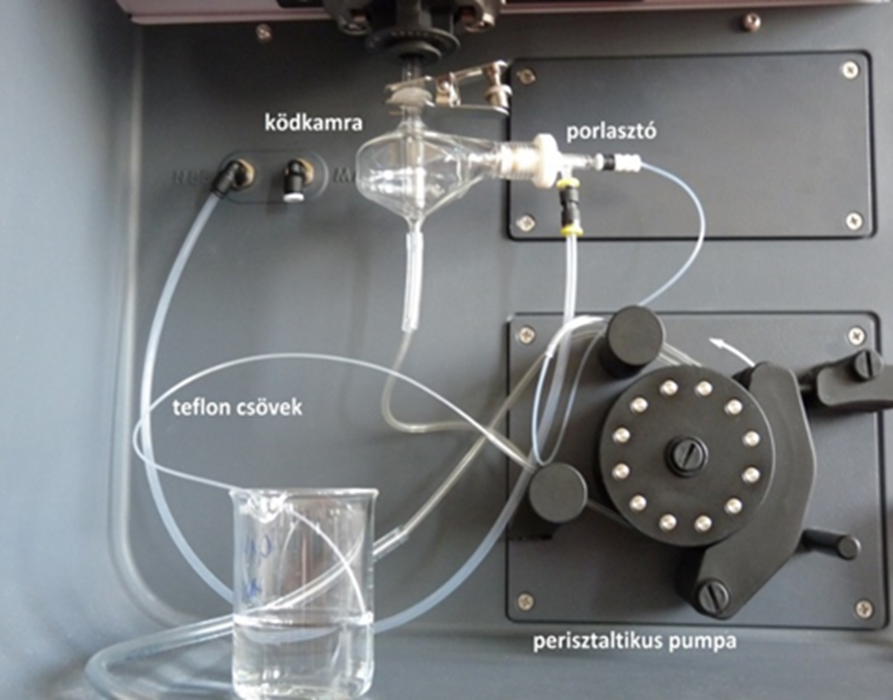 ködkamra
porlasztó
teflon csövek
perisztaltikus pumpa